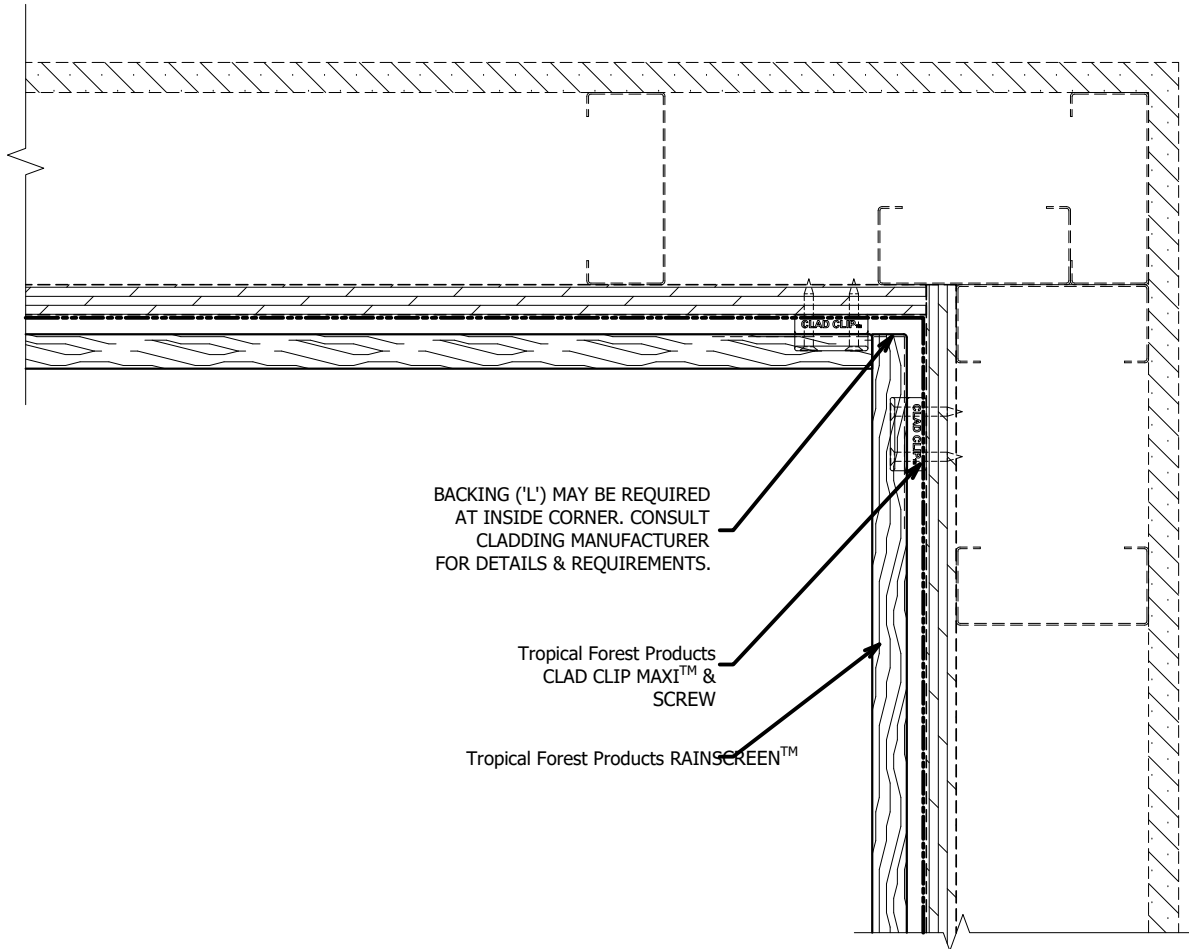 CLAD CLIP
CLAD CLIP
BACKING ('L') MAY BE REQUIRED
AT INSIDE CORNER. CONSULT
CLADDING MANUFACTURER
FOR DETAILS & REQUIREMENTS.
Tropical Forest Products
CLAD CLIP MAXI™ &
SCREW
Tropical Forest Products RAINSCREEN™